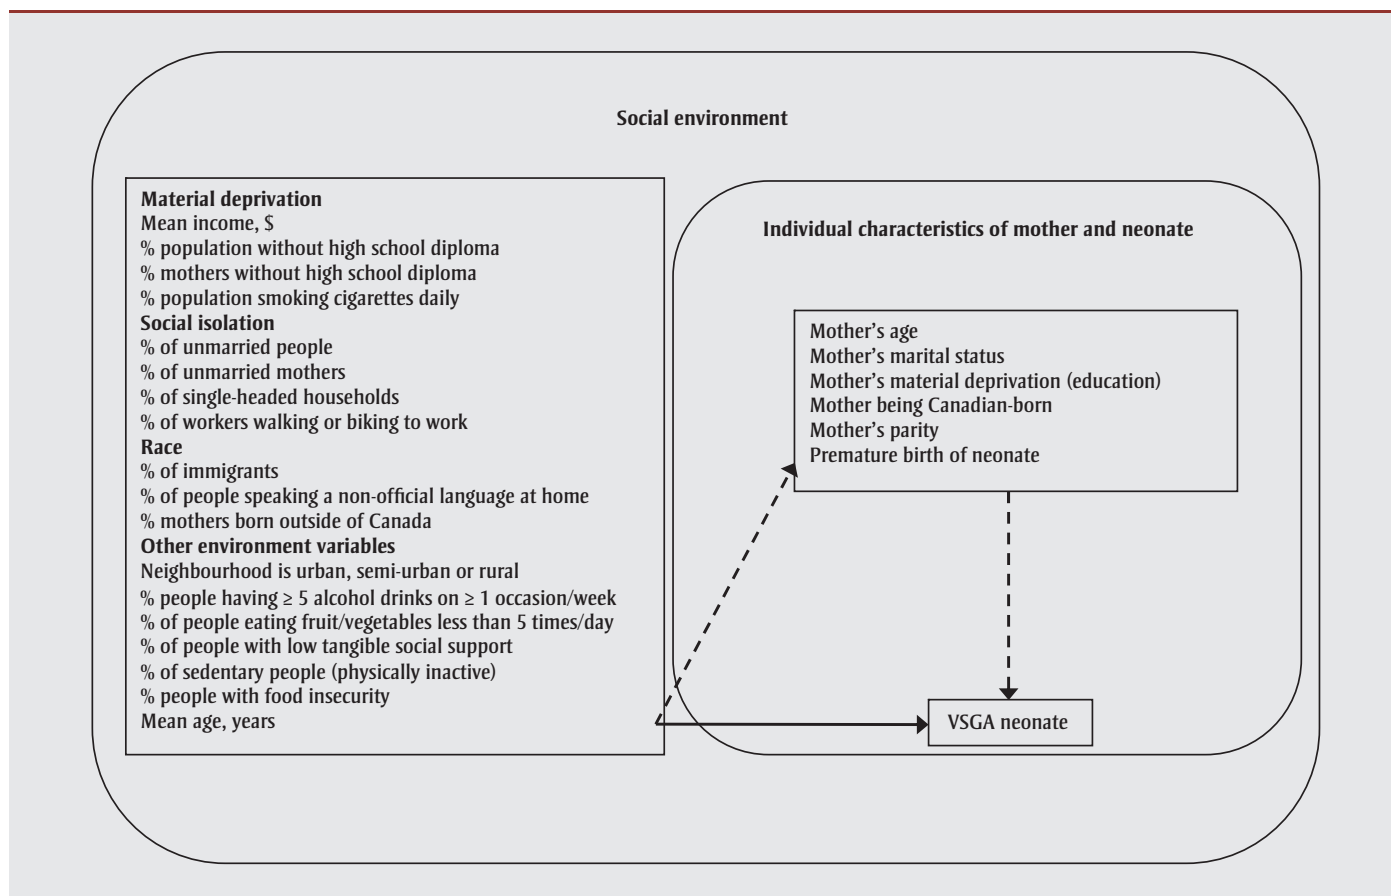 Social environment
Material deprivation
Mean income, $
% population without high school diploma
% mothers without high school diploma
% population smoking cigarettes daily
Social isolation
% of unmarried people
% of unmarried mothers
% of single-headed households
% of workers walking or biking to work
Race
% of immigrants
% of people speaking a non-official language at home
% mothers born outside of Canada
Other environment variables
Neighbourhood is urban, semi-urban or rural
% people having ≥ 5 alcohol drinks on ≥ 1 occasion/week
% of people eating fruit/vegetables less than 5 times/day
% of people with low tangible social support
% of sedentary people (physically inactive)
% people with food insecurity
Mean age, years
Individual characteristics of mother and neonate
Mother’s age
Mother’s marital status
Mother’s material deprivation (education)
Mother being Canadian-born
Mother’s parity
Premature birth of neonate
VSGA neonate